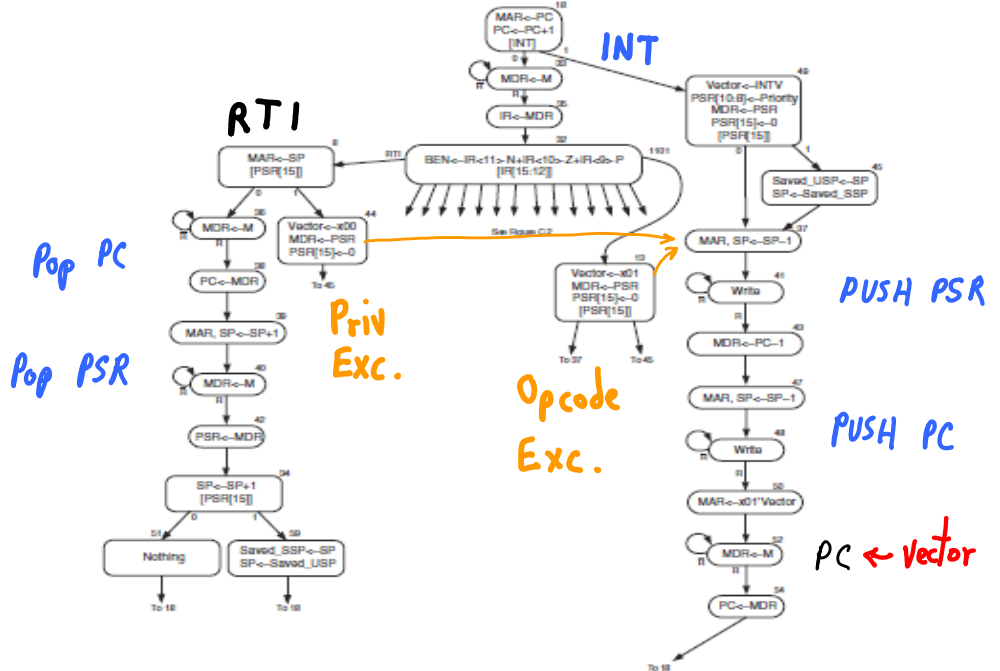 18
MAR<-PC
PC<-PC+1
[INT]
0
1
INT
33
MDR<-M
R
R
35
IR<-MDR
32
BEN<-IR<11>·N+IR<10>·Z+IR<9>·P
[IR[15:12]]
RTI
1101
See Figure C.2
RTI
8
MAR<-SP
[PSR[15]]
0
1
36
MDR<-M
R
R
38
PC<-MDR
Pop PC
39
MAR, SP<-SP+1
40
MDR<-M
R
R
Pop PSR
42
PSR<-MDR
34
SP<-SP+1
[PSR[15]]
0
1
51
Nothing
To 18
59
Saved_SSP<-SP
SP<-Saved_USP
To 18
44
Vector<-x00
MDR<-PSR
PSR[15]<-0
To 45
Priv
Exc.
13
Vector<-x01
MDR<-PSR
PSR[15]<-0
[PSR[15]]
To 37
To 45
Opcode
Exc.
49
Vector<-INTV
PSR[10:8]<-Priority
MDR<-PSR
PSR[15]<-0
[PSR[15]]
0
1
45
Saved_USP<-SP
SP<-Saved_SSP
37
MAR, SP<-SP-1
41
Write
R
R
PUSH PSR
43
MDR<-PC-1
47
MAR, SP<-SP-1
48
Write
R
R
PUSH PC
50
MAR<-x01'Vector
52
MDR<-M
R
R
PC ← Vector
54
PC<-MDR
To 18